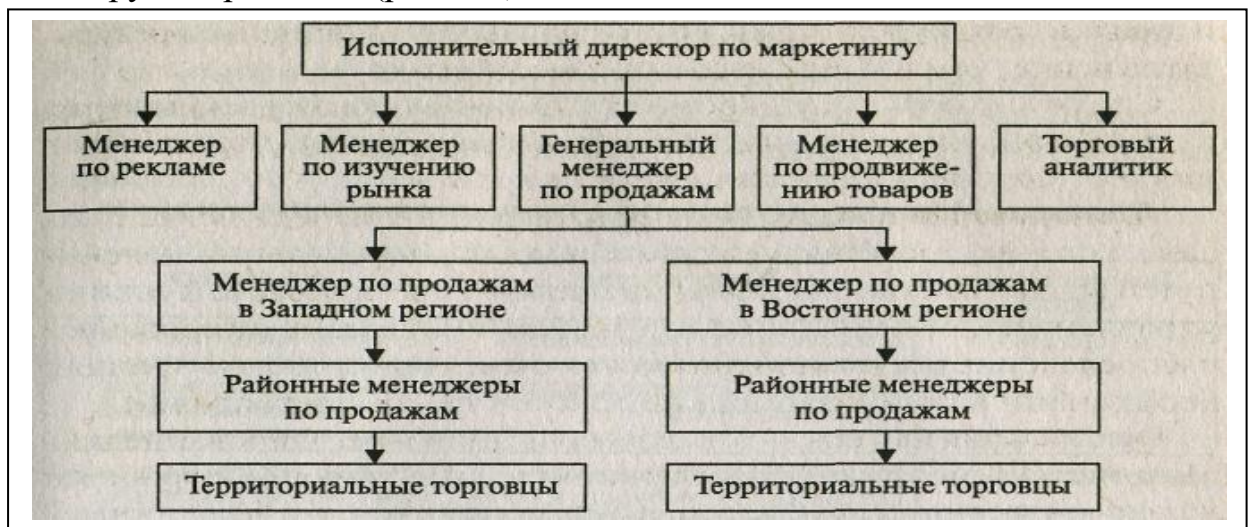 Исполнительный директор по маркетингу
Менеджер
по рекламе
Менеджер
по изучению
рынка
Генеральный
менеджер
по продажам
Менеджер
по продвиже-
нию товаров
Торговый
аналитик
Менеджер по продажам
в Западном регионе
Менеджер по продажам
в Восточном регионе
Районные менеджеры
по продажам
Районные менеджеры
по продажам
Территориальные торговцы
Территориальные торговцы